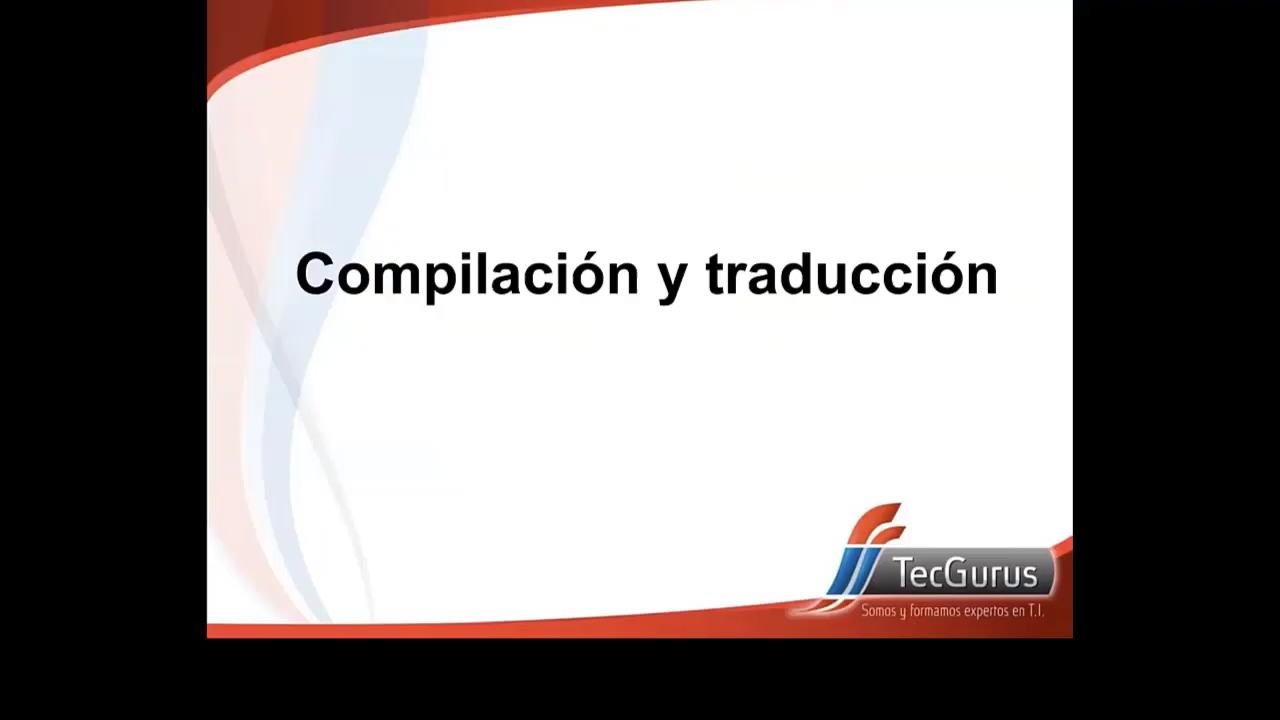 Compilación y traducción
TecGurus
Somos y formamos expertos en T.I.